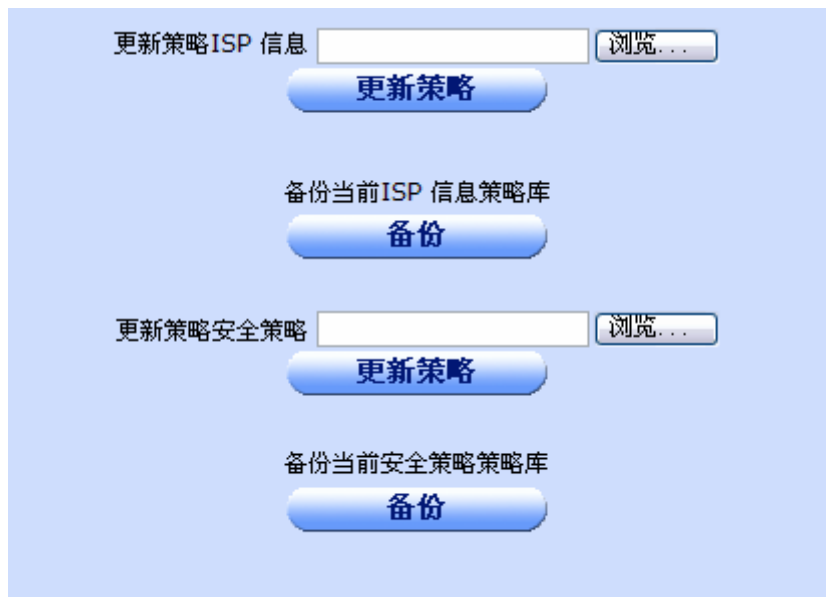 更新策略ISP 信息 浏览...
更新策略
备份当前ISP 信息策略库
备份
更新策略安全策略 浏览...
更新策略
备份当前安全策略策略库
备份